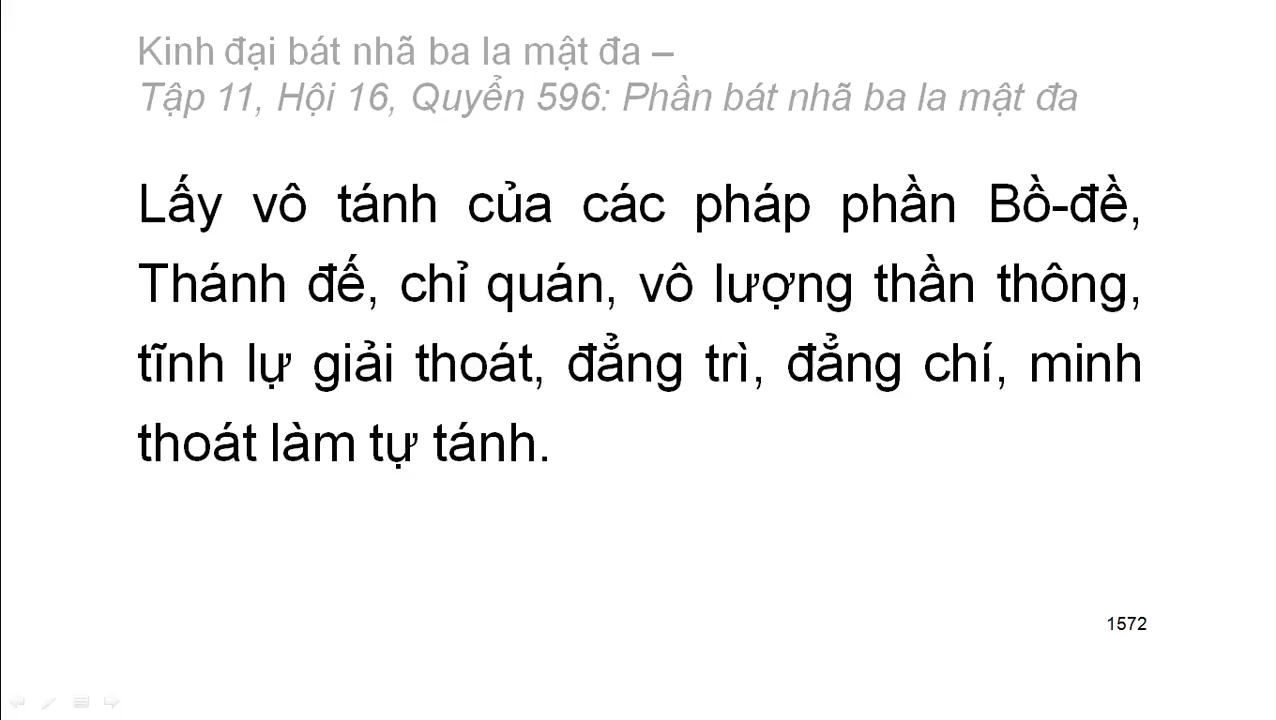 Kinh đại bát nhã ba la mật đa –
Tập 11, Hội 16, Quyển 596: Phần bát nhã ba la mật đa
Lấy vô tánh của các pháp phần Bồ-đề,
Thánh đế, chỉ quán, vô lượng thần thông,
tĩnh lự giải thoát, đẳng trì, đẳng chí, minh
thoát làm tự tánh.
1572